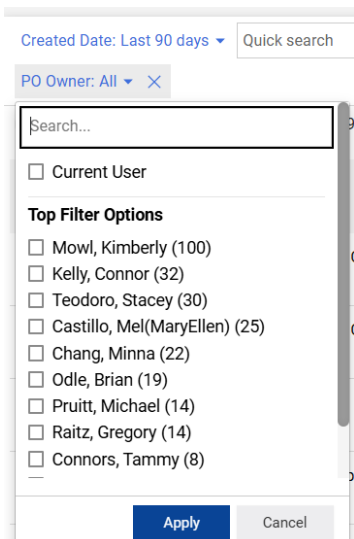 Created Date: Last 90 days
Quick search
PO Owner: All
Search...
Current User
Top Filter Options
Mowl, Kimberly (100)
Kelly, Connor (32)
Teodoro, Stacey (30)
Castillo, Mel(MaryEllen) (25)
Chang, Minna (22)
Odle, Brian (19)
Pruitt, Michael (14)
Raitz, Gregory (14)
Connors, Tammy (8)
Apply
Cancel